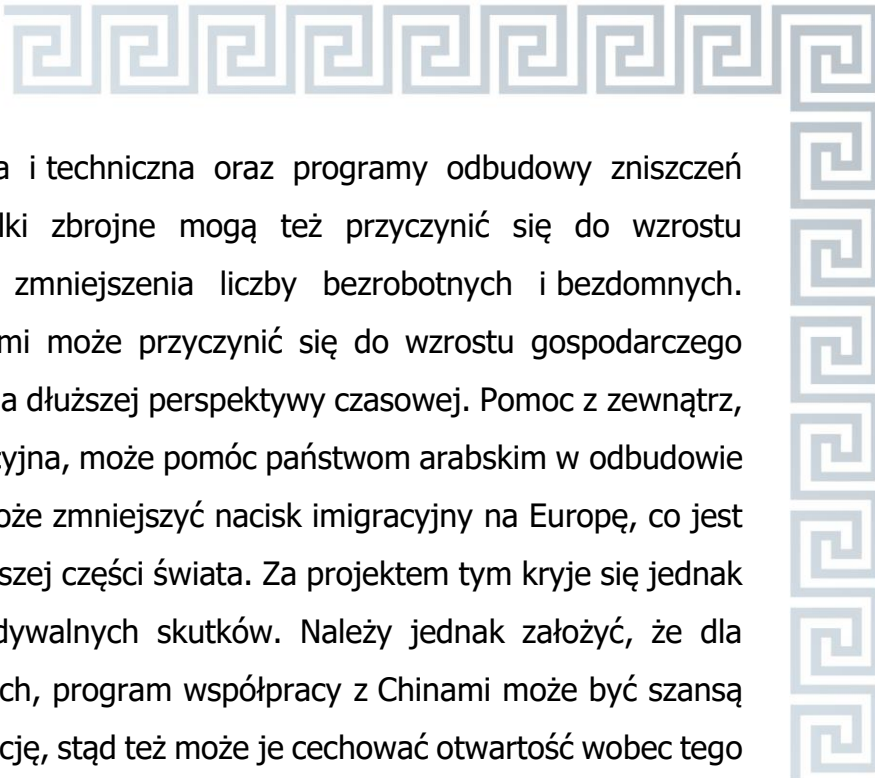 a i techniczna oraz programy odbudowy zniszczeń
lki zbrojne mogą też przyczynić się do wzrostu
zmniejszenia liczby bezrobotnych i bezdomnych.
mi może przyczynić się do wzrostu gospodarczego
a dłuższej perspektywy czasowej. Pomoc z zewnątrz,
yjna, może pomóc państwom arabskim w odbudowie
oże zmniejszyć nacisk imigracyjny na Europę, co jest
szej części świata. Za projektem tym kryje się jednak
dywalnych skutków. Należy jednak założyć, że dla
ch, program współpracy z Chinami może być szansą
cję, stąd też może je cechować otwartość wobec tego